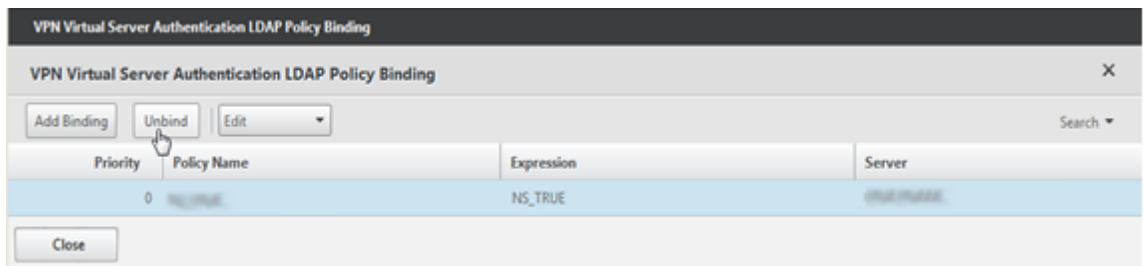 VPN Virtual Server Authentication LDAP Policy Binding
VPN Virtual Server Authentication LDAP Policy Binding
Add Binding Unbind Edit Search
Priority Policy Name Expression Server
0 NS_TRUE
Close